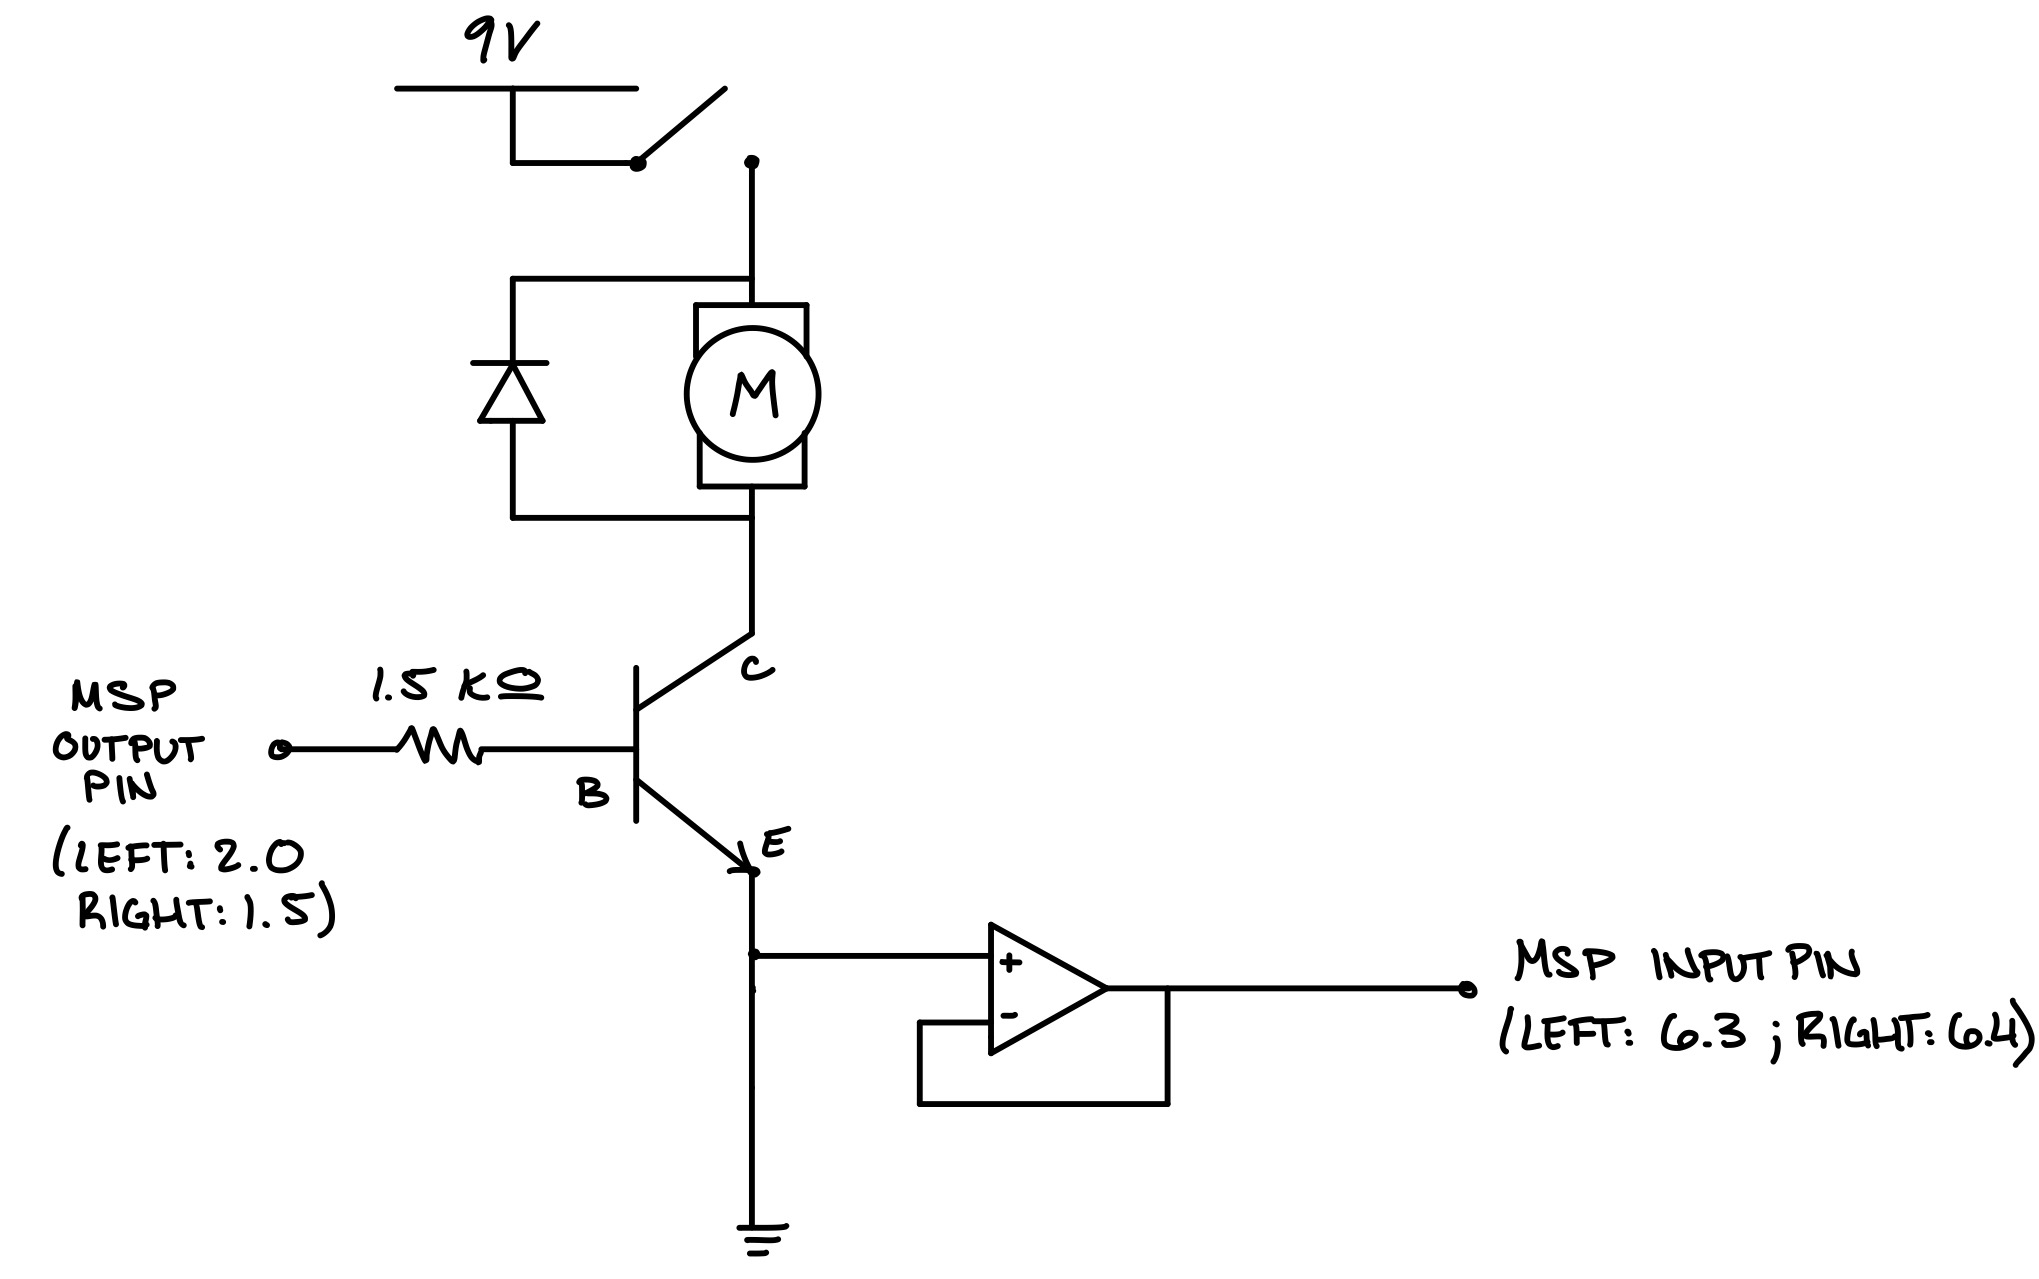 9V
M
C
1.5 KΩ
MSP
OUTPUT
PIN
(LEFT: 2.0
RIGHT: 1.5)
B
E
+
-
MSP INPUT PIN
(LEFT: 6.3 ; RIGHT: 6.4)